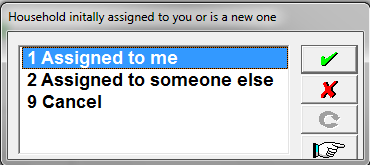 Household initally assigned to you or is a new one
1 Assigned to me
2 Assigned to someone else
9 Cancel